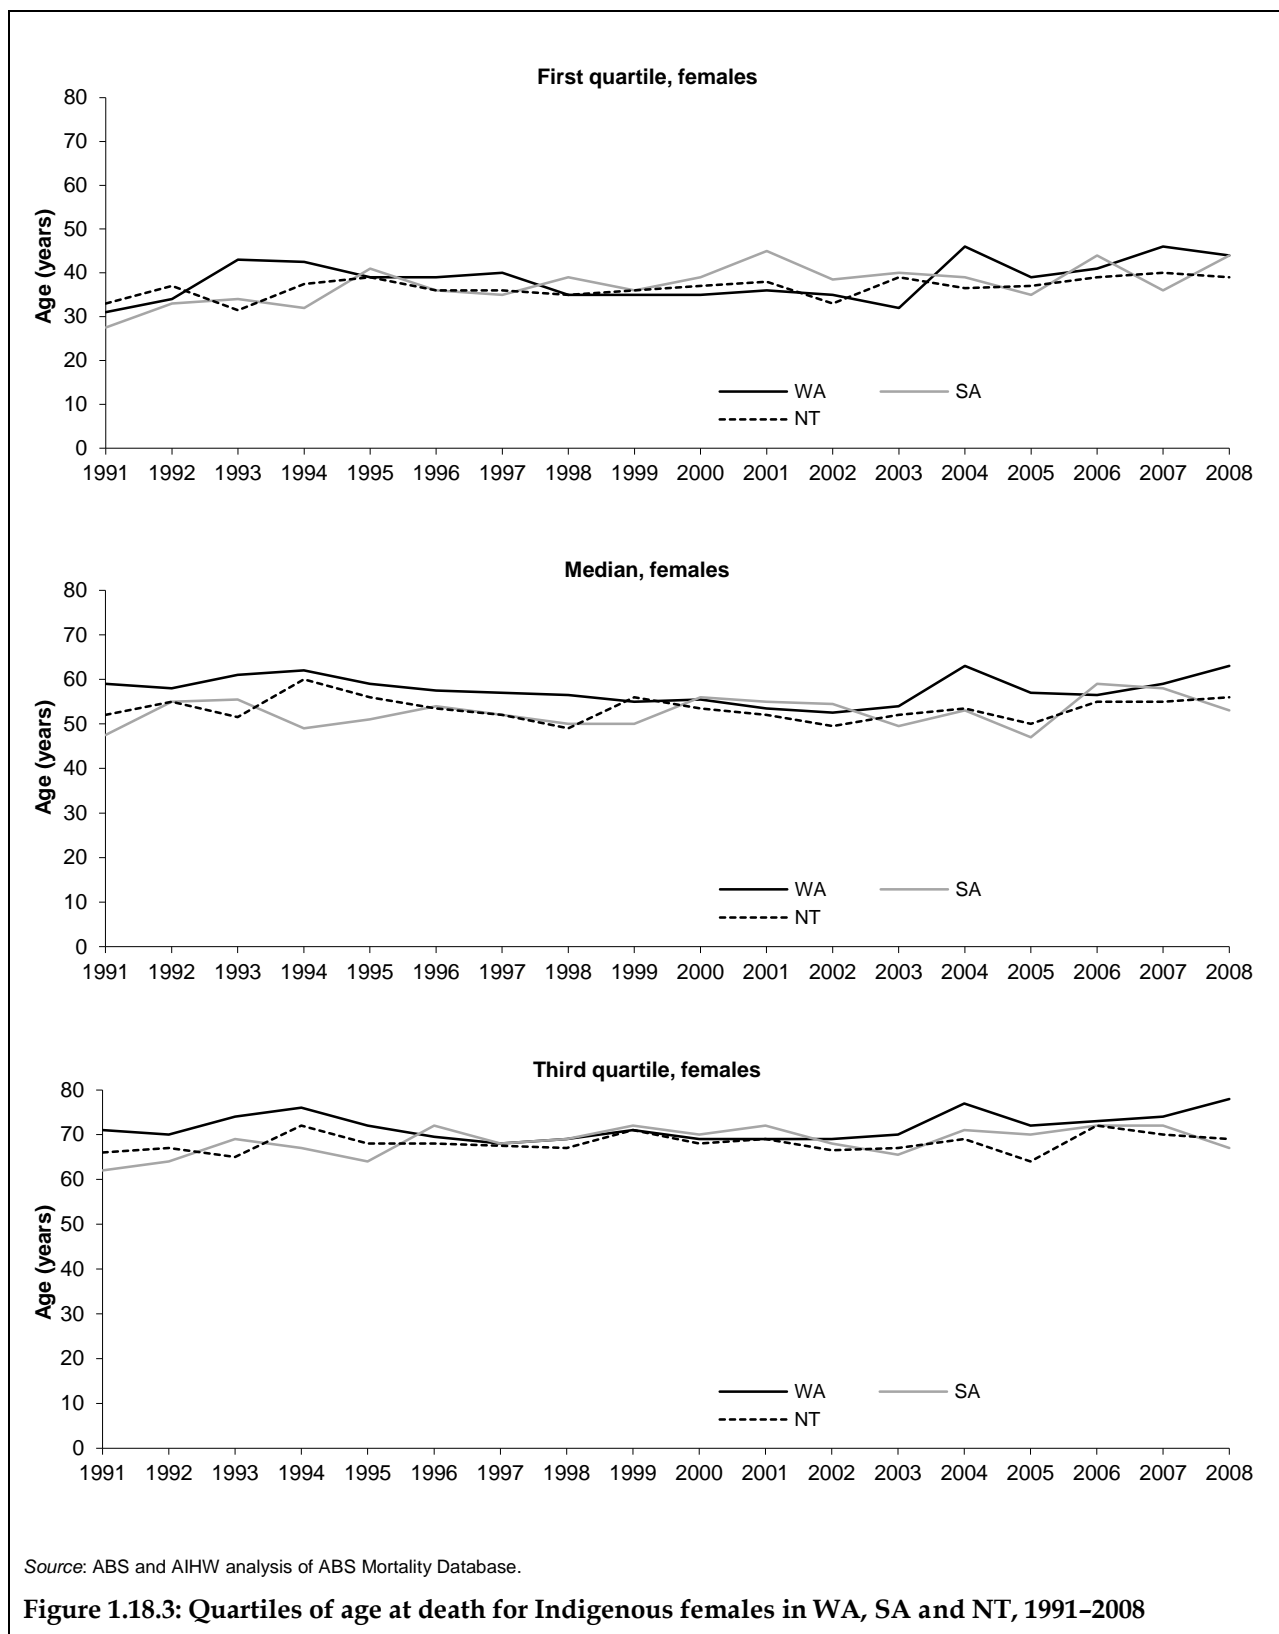 First quartile, females
80
70
60
50
40
30
20
10
0
Age (years)
WA SA
NT
1991 1992 1993 1994 1995 1996 1997 1998 1999 2000 2001 2002 2003 2004 2005 2006 2007 2008
Median, females
80
70
60
50
40
30
20
10
0
Age (years)
WA SA
NT
1991 1992 1993 1994 1995 1996 1997 1998 1999 2000 2001 2002 2003 2004 2005 2006 2007 2008
Third quartile, females
80
70
60
50
40
30
20
10
0
Age (years)
WA SA
NT
1991 1992 1993 1994 1995 1996 1997 1998 1999 2000 2001 2002 2003 2004 2005 2006 2007 2008
Source: ABS and AIHW analysis of ABS Mortality Database.
Figure 1.18.3: Quartiles of age at death for Indigenous females in WA, SA and NT, 1991–2008